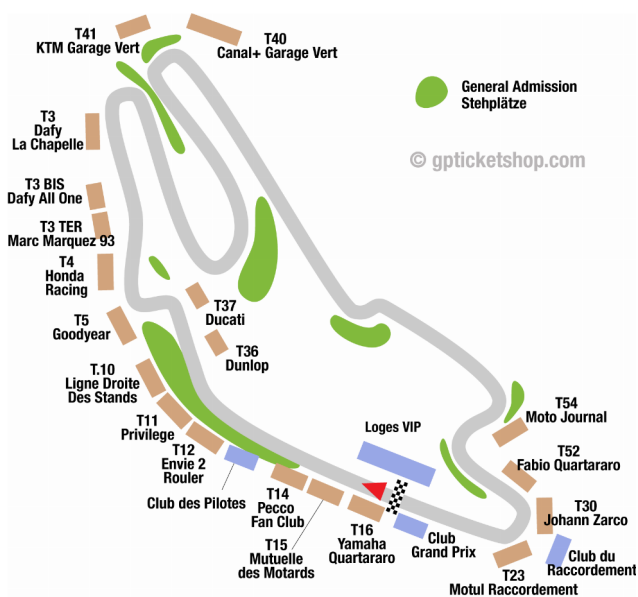 T41
KTM Garage Vert
T40
Canal+ Garage Vert
General Admission
Stehplätze
T3
Dafy
La Chapelle
© gpticketshop.com
T3 BIS
Dafy All One
T3 TER
Marc Marquez 93
T4
Honda
Racing
T37
Ducati
T5
Goodyear
T36
Dunlop
T.10
Ligne Droite
Des Stands
T11
Privilege
T12
Envie 2
Rouler
Loges VIP
T54
Moto Journal
T52
Fabio Quartararo
Club des Pilotes
T14
Pecco
Fan Club
T30
Johann Zarco
T16
Yamaha
Quartararo
Club
Grand Prix
T15
Mutuelle
des Motards
Club du
Raccordement
T23
Motul Raccordement